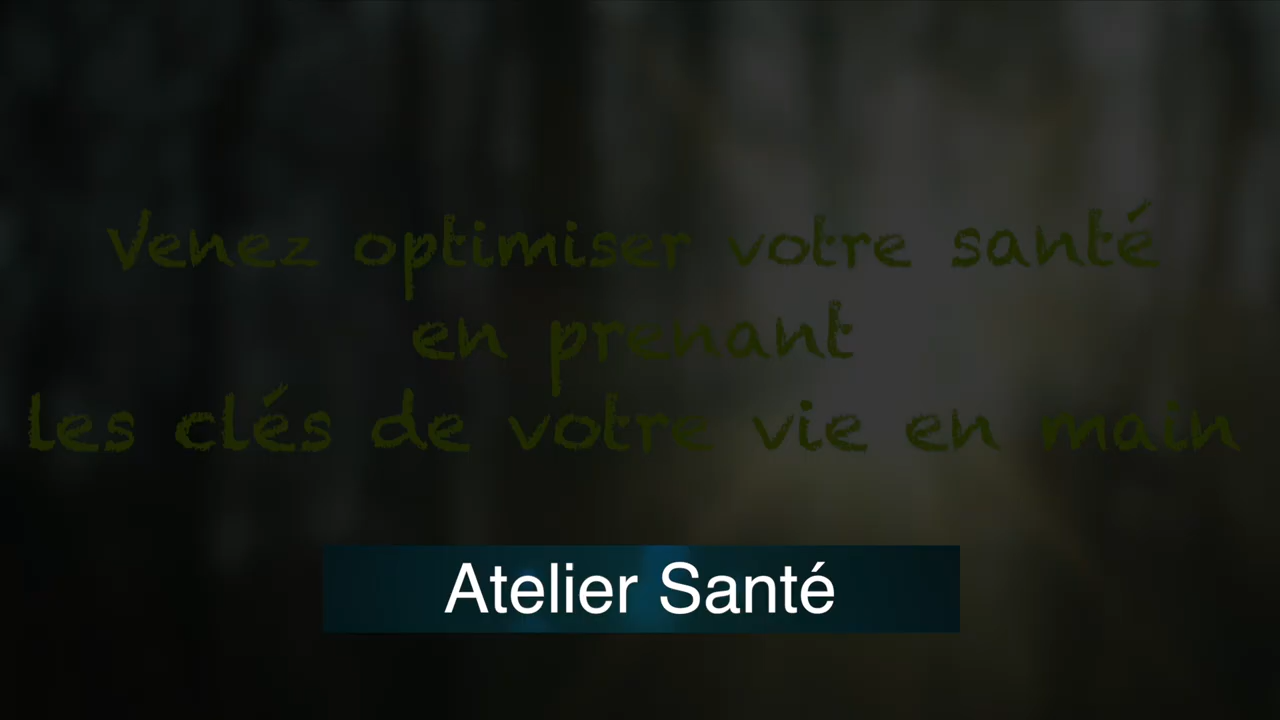 Venez optimiser votre santé
en prenant
les clés de votre vie en main
Atelier Santé